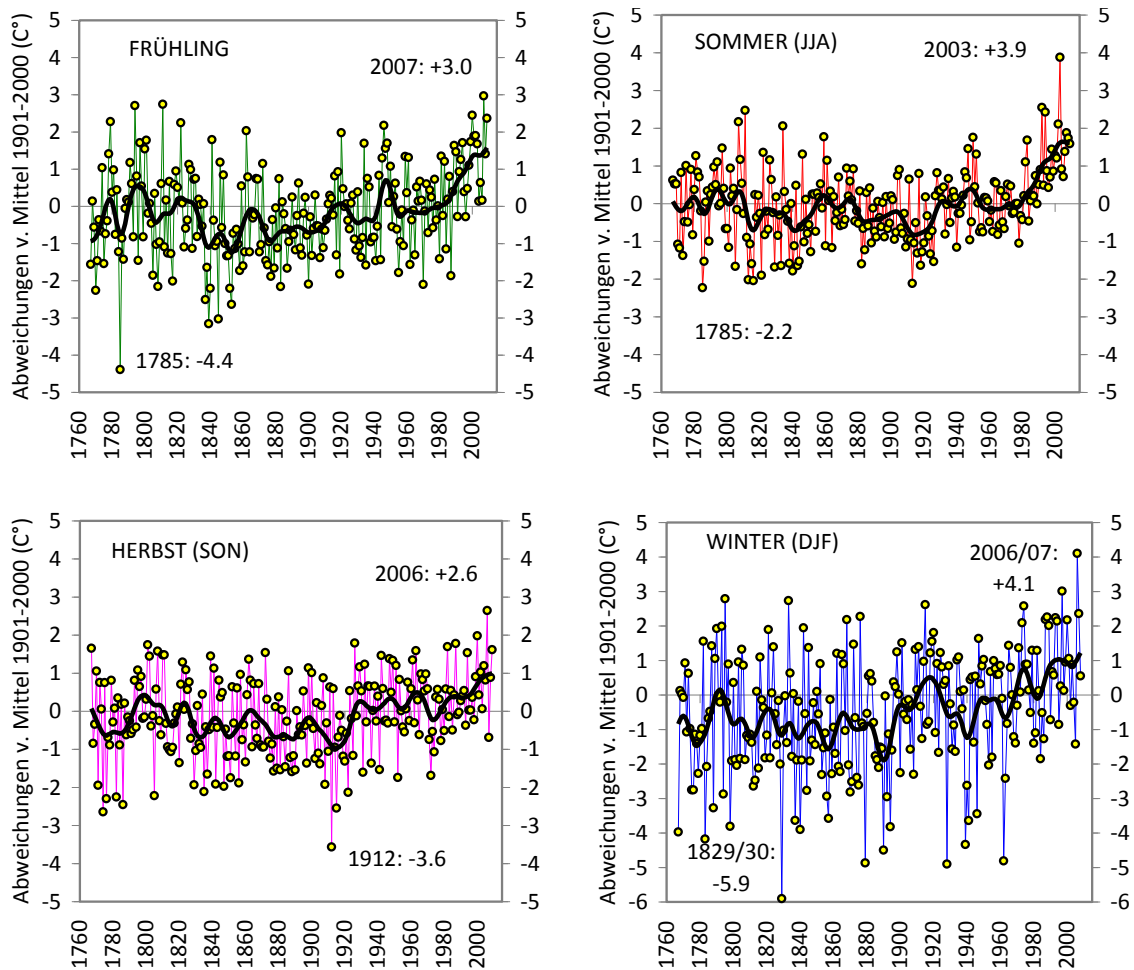 FRÜHLING
2007: +3.0
1785: -4.4
Abweichungen v. Mittel 1901-2000 (C°)
5 4 3 2 1 0 -1 -2 -3 -4 -5
5 4 3 2 1 0 -1 -2 -3 -4 -5
1760 1780 1800 1820 1840 1860 1880 1900 1920 1940 1960 1980 2000
SOMMER (JJA)
2003: +3.9
1785: -2.2
Abweichungen v. Mittel 1901-2000 (C°)
5 4 3 2 1 0 -1 -2 -3 -4 -5
5 4 3 2 1 0 -1 -2 -3 -4 -5
1760 1780 1800 1820 1840 1860 1880 1900 1920 1940 1960 1980 2000
HERBST (SON)
2006: +2.6
1912: -3.6
Abweichungen v. Mittel 1901-2000 (C°)
5 4 3 2 1 0 -1 -2 -3 -4 -5
5 4 3 2 1 0 -1 -2 -3 -4 -5
1760 1780 1800 1820 1840 1860 1880 1900 1920 1940 1960 1980 2000
WINTER (DJF)
2006/07:
+4.1
1829/30:
-5.9
Abweichungen v. Mittel 1901-2000 (C°)
5 4 3 2 1 0 -1 -2 -3 -4 -5 -6
5 4 3 2 1 0 -1 -2 -3 -4 -5 -6
1760 1780 1800 1820 1840 1860 1880 1900 1920 1940 1960 1980 2000